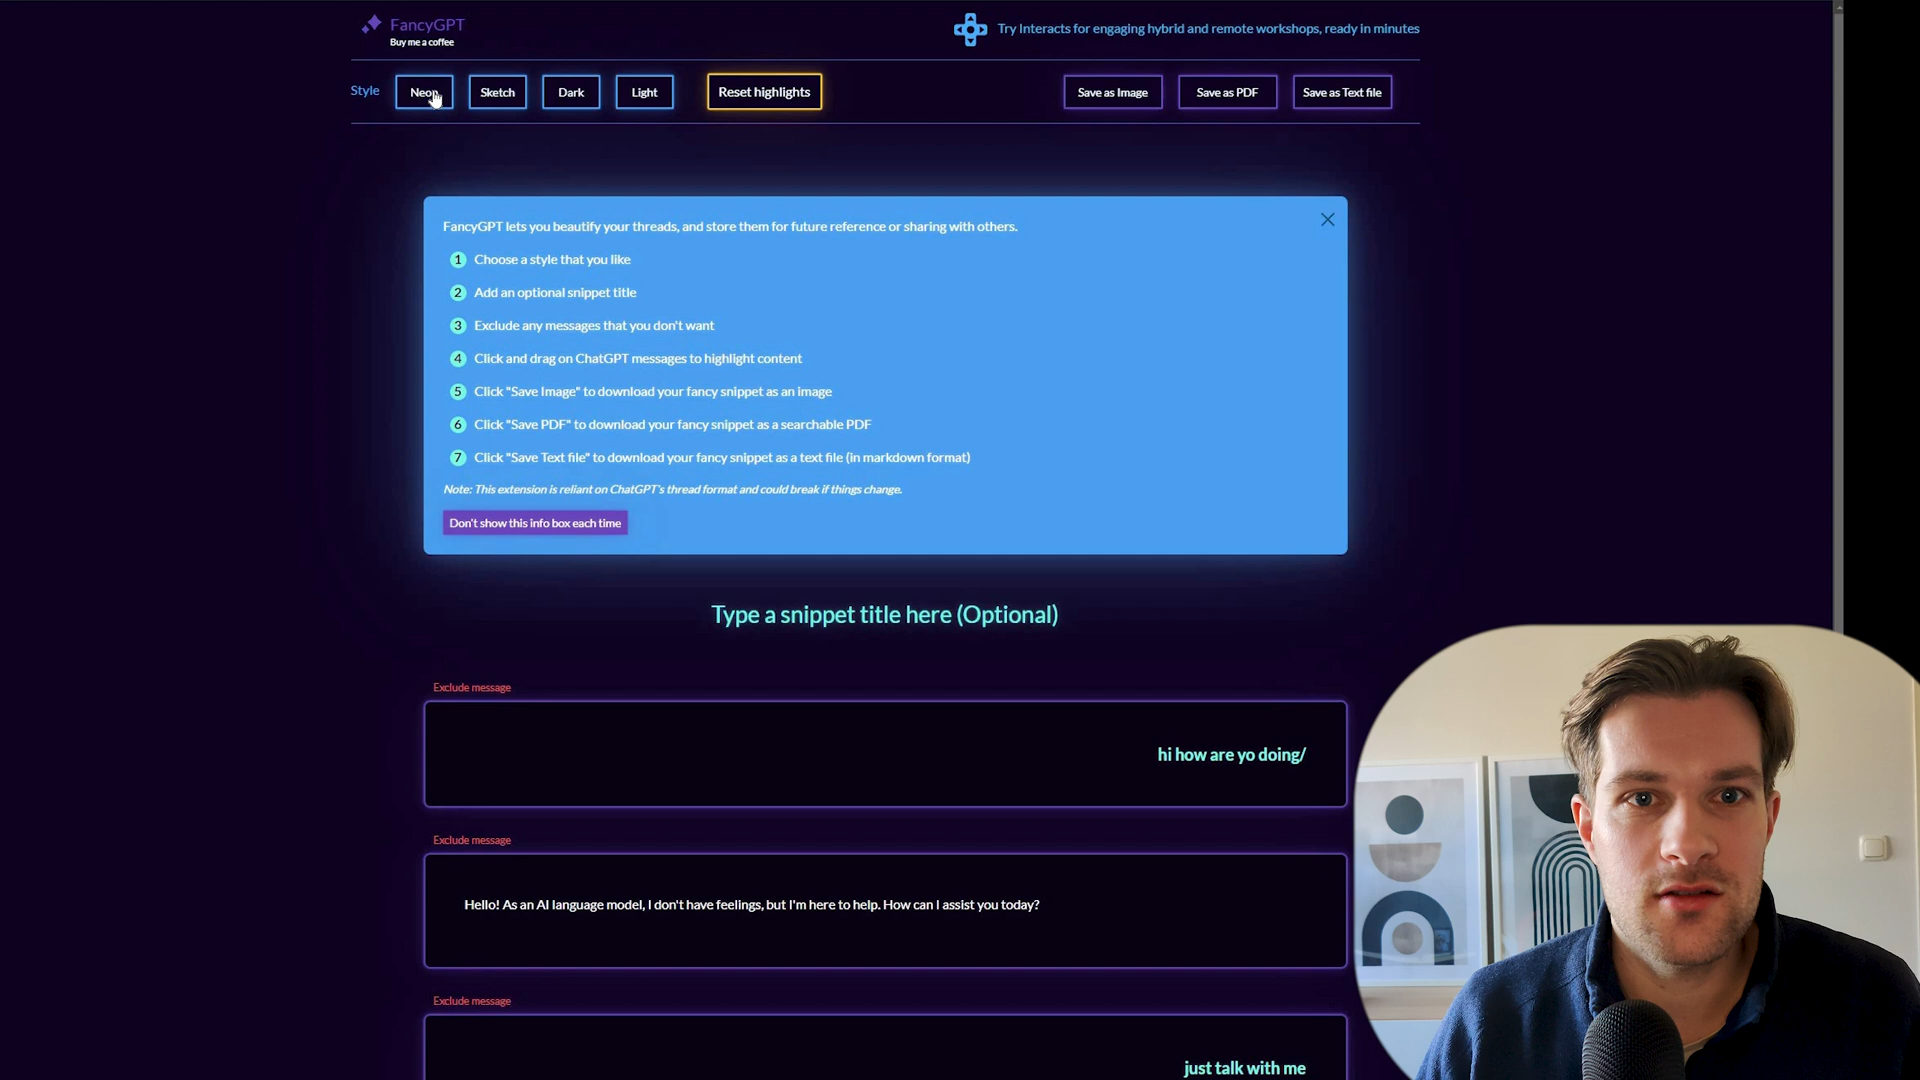 FancyGPT
Buy me a coffee
Try Interacts for engaging hybrid and remote workshops, ready in minutes
Style
Neon
Sketch
Dark
Light
Reset highlights
Save as Image
Save as PDF
Save as Text file
FancyGPT lets you beautify your threads, and store them for future reference or sharing with others.
1 Choose a style that you like
2 Add an optional snippet title
3 Exclude any messages that you don't want
4 Click and drag on ChatGPT messages to highlight content
5 Click "Save Image" to download your fancy snippet as an image
6 Click "Save PDF" to download your fancy snippet as a searchable PDF
7 Click "Save Text file" to download your fancy snippet as a text file (in markdown format)
Note: This extension is reliant on ChatGPT's thread format and could break if things change.
Don't show this info box each time
Type a snippet title here (Optional)
Exclude message
hi how are yo doing/
Exclude message
Hello! As an AI language model, I don't have feelings, but I'm here to help. How can I assist you today?
Exclude message
just talk with me